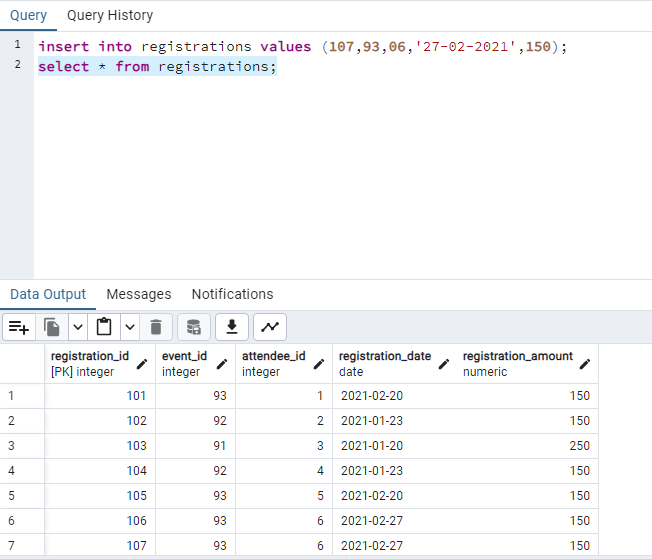 Query Query History
1 insert into registrations values (107,93,06,'27-02-2021',150);
2 select * from registrations;
Data Output Messages Notifications
registration_id event_id attendee_id registration_date registration_amount
[PK] integer integer integer date numeric
1 101 93 1 2021-02-20 150
2 102 92 2 2021-01-23 150
3 103 91 3 2021-01-20 250
4 104 92 4 2021-01-23 150
5 105 93 5 2021-02-20 150
6 106 93 6 2021-02-27 150
7 107 93 6 2021-02-27 150